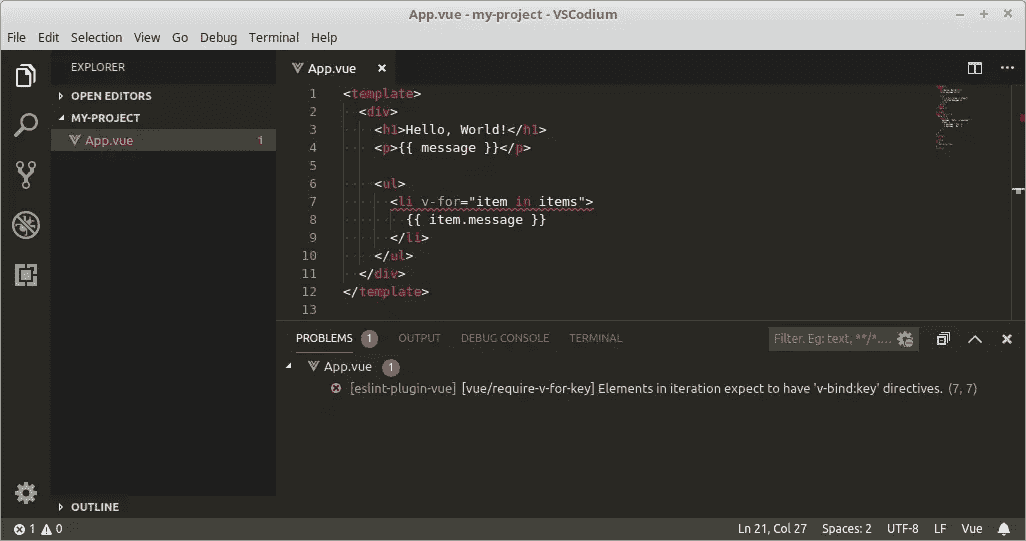 App.vue - my-project - VSCodium
File Edit Selection View Go Debug Terminal Help
EXPLORER
OPEN EDITORS
MY-PROJECT
App.vue 1
OUTLINE
App.vue
1 <template>
2 <div>
3 <h1>Hello, World!</h1>
4 <p>{{ message }}</p>
5
6 <ul>
7 <li v-for="item in items">
8 {{ item.message }}
9 </li>
10 </ul>
11 </div>
12 </template>
13
PROBLEMS 1 OUTPUT DEBUG CONSOLE TERMINAL Filter. Eg: text, **/*....
App.vue 1
[eslint-plugin-vue] [vue/require-v-for-key] Elements in iteration expect to have 'v-bind:key' directives. (7, 7)
1 0 Ln 21, Col 27 Spaces: 2 UTF-8 LF Vue